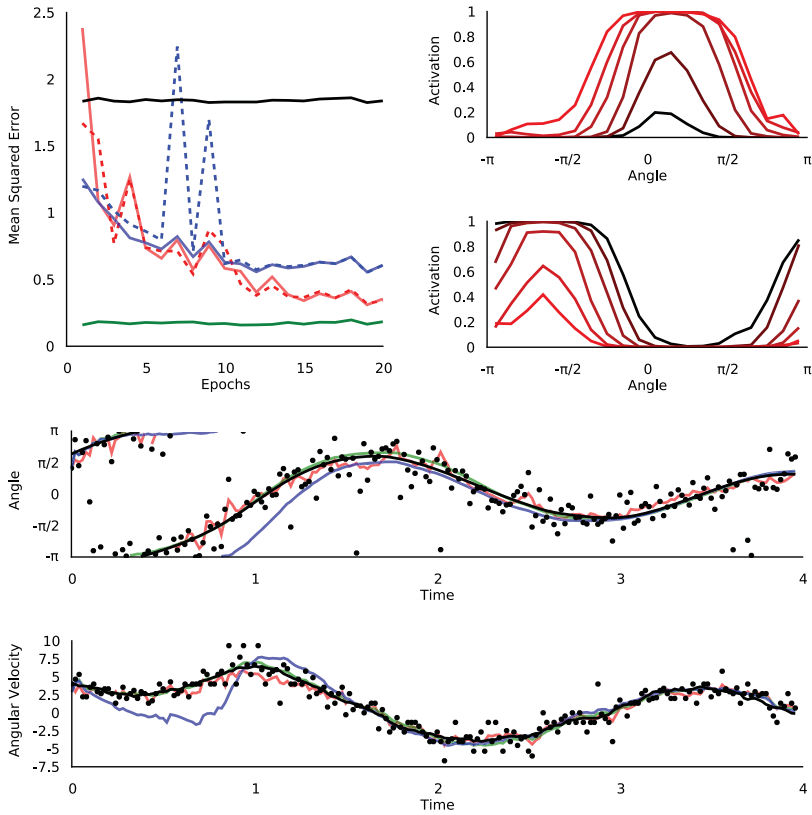 2.5
2
1.5
1
0.5
0
Mean Squared Error
0 5 10 15 20
Epochs
1
0.8
0.6
0.4
0.2
0
Activation
-π -π/2 0 π/2 π
Angle
1
0.8
0.6
0.4
0.2
0
Activation
-π -π/2 0 π/2 π
Angle
π
π/2
0
-π/2
-π
Angle
0 1 2 3 4
Time
10
7.5
5
2.5
0
-2.5
-5
-7.5
Angular Velocity
0 1 2 3 4
Time